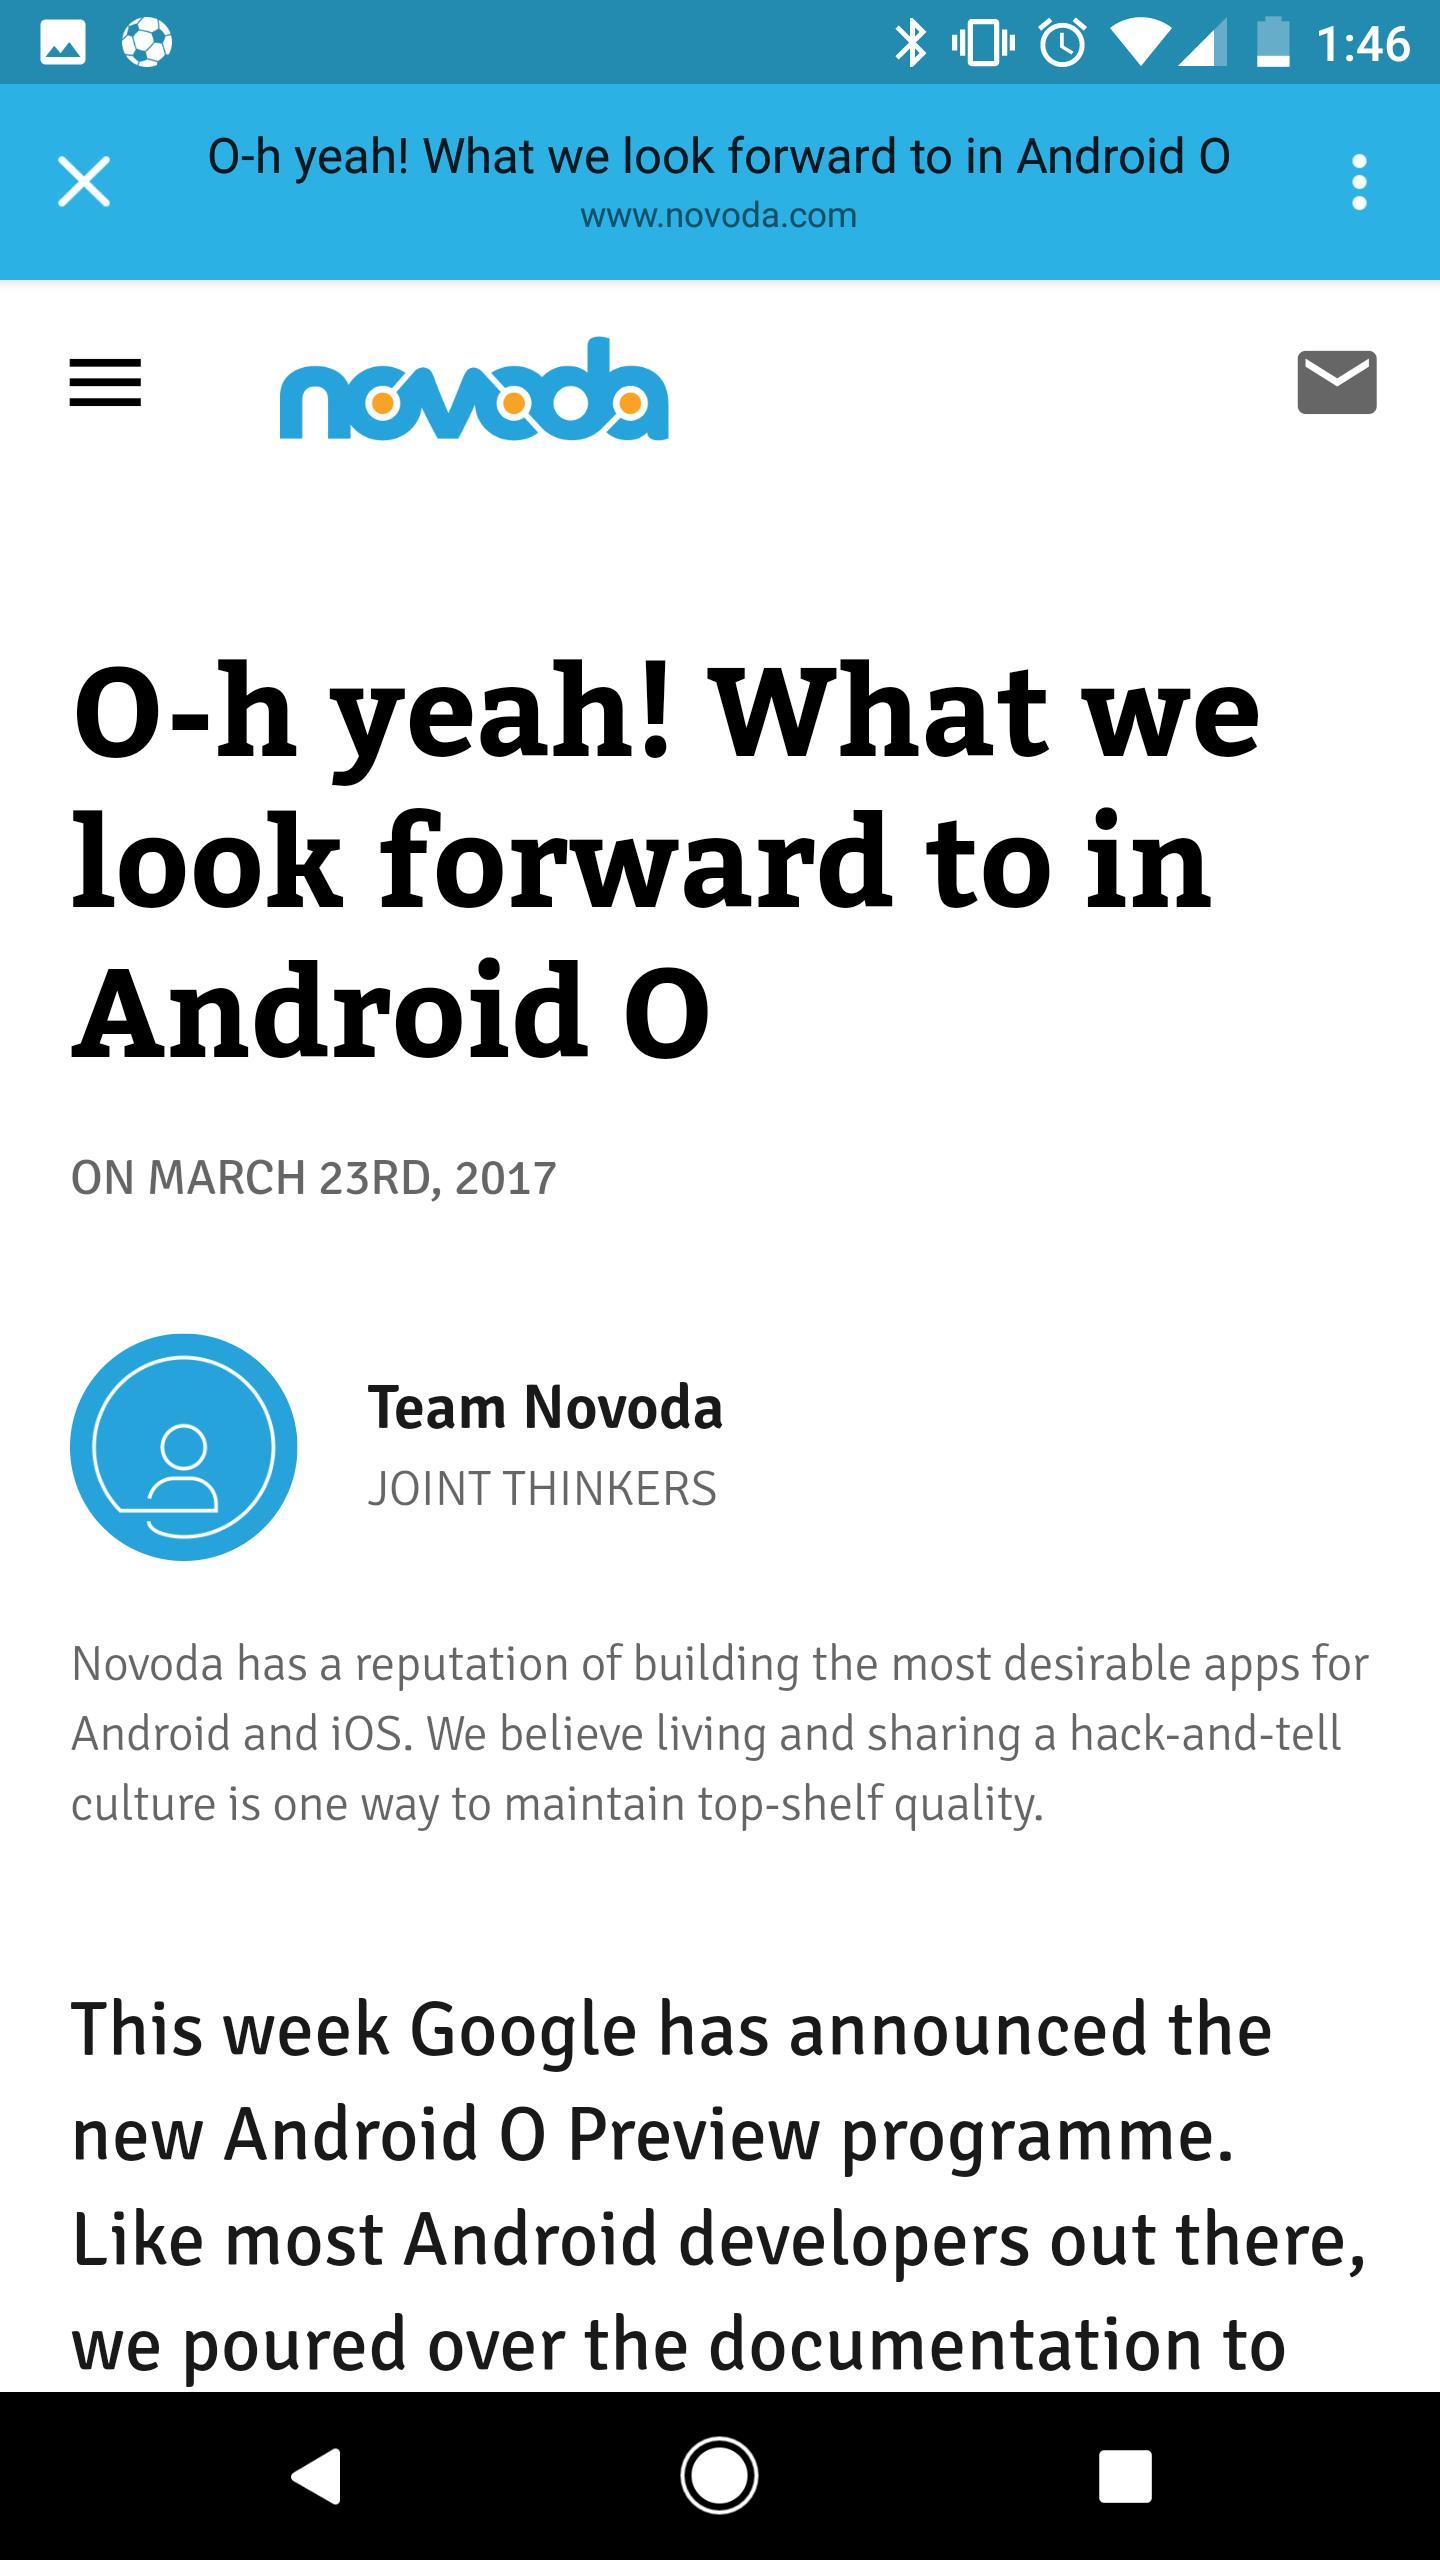 1:46
O-h yeah! What we look forward to in Android O
www.novoda.com
novoda
O-h yeah! What we
look forward to in
Android O
ON MARCH 23RD, 2017
Team Novoda
JOINT THINKERS
Novoda has a reputation of building the most desirable apps for
Android and iOS. We believe living and sharing a hack-and-tell
culture is one way to maintain top-shelf quality.
This week Google has announced the
new Android O Preview programme.
Like most Android developers out there,
we poured over the documentation to